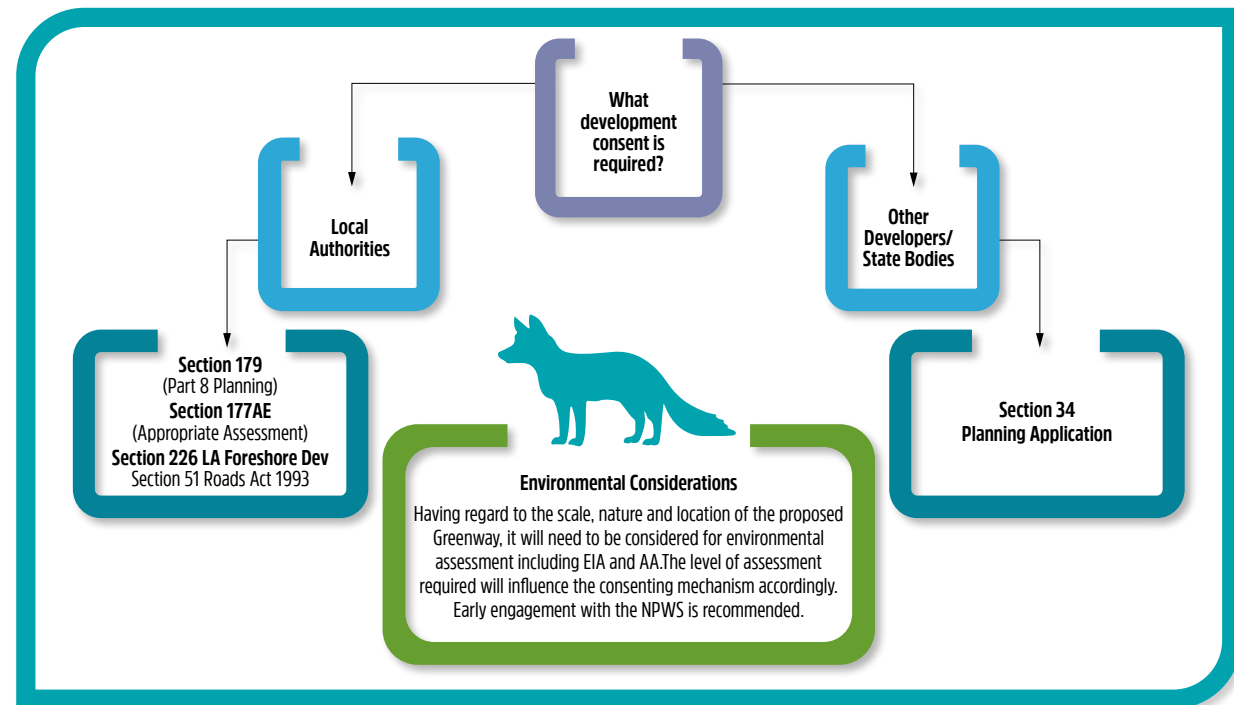 What
development
consent is
required?
Local
Authorities
Other
Developers/
State Bodies
Section 179
(Part 8 Planning)
Section 177AE
(Appropriate Assessment)
Section 226 LA Foreshore Dev
Section 51 Roads Act 1993
Section 34
Planning Application
Environmental Considerations
Having regard to the scale, nature and location of the proposed
Greenway, it will need to be considered for environmental
assessment including EIA and AA.The level of assessment
required will influence the consenting mechanism accordingly.
Early engagement with the NPWS is recommended.